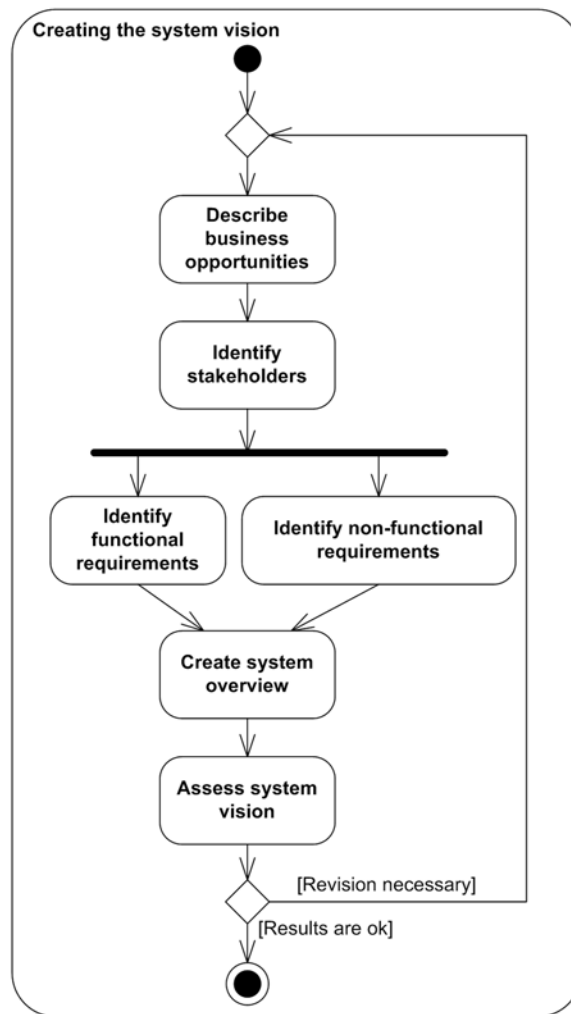 Creating the system vision
Describe
business
opportunities
Identify
stakeholders
Identify
functional
requirements
Identify non-functional
requirements
Create system
overview
Assess system
vision
[Revision necessary]
[Results are ok]